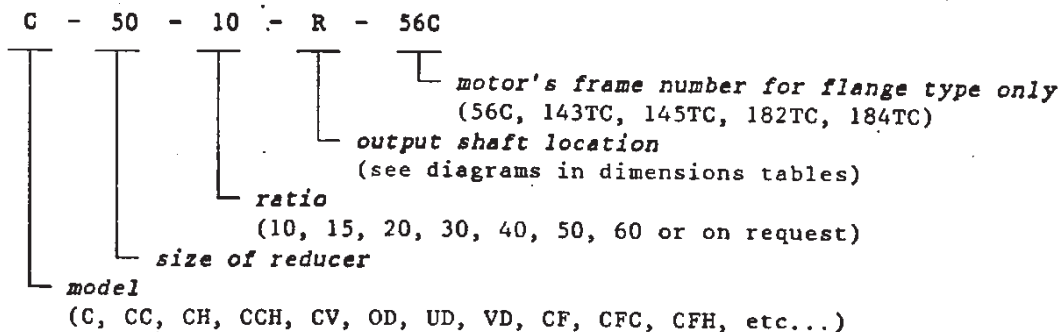 C - 50 - 10 - R - 56C
motor's frame number for flange type only
(56C, 143TC, 145TC, 182TC, 184TC)
output shaft location
(see diagrams in dimensions tables)
ratio
(10, 15, 20, 30, 40, 50, 60 or on request)
size of reducer
model
(C, CC, CH, CCH, CV, OD, UD, VD, CF, CFC, CFH, etc...)